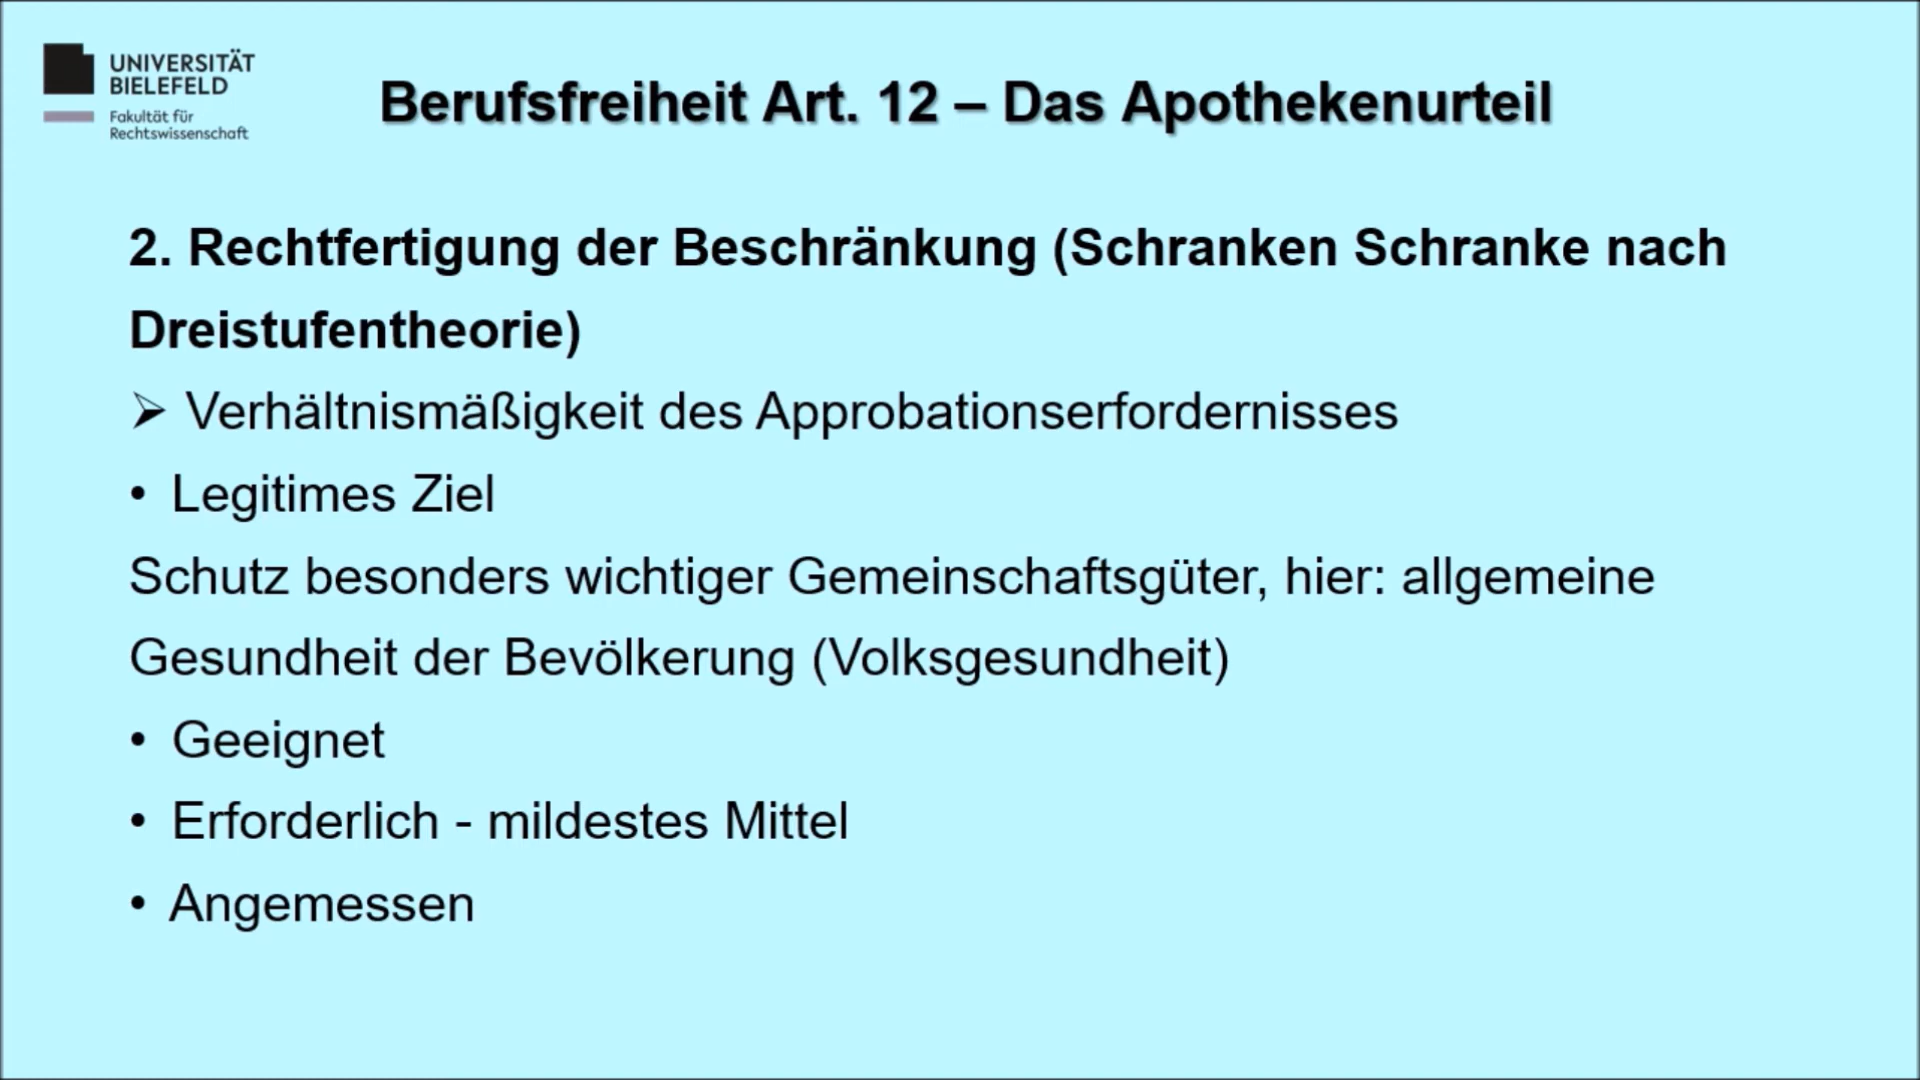 UNIVERSITÄT
BIELEFELD
Fakultät für
Rechtswissenschaft
Berufsfreiheit Art. 12 – Das Apothekenurteil
2. Rechtfertigung der Beschränkung (Schranken Schranke nach
Dreistufentheorie)
➢ Verhältnismäßigkeit des Approbationserfordernisses
• Legitimes Ziel
Schutz besonders wichtiger Gemeinschaftsgüter, hier: allgemeine
Gesundheit der Bevölkerung (Volksgesundheit)
• Geeignet
• Erforderlich - mildestes Mittel
• Angemessen